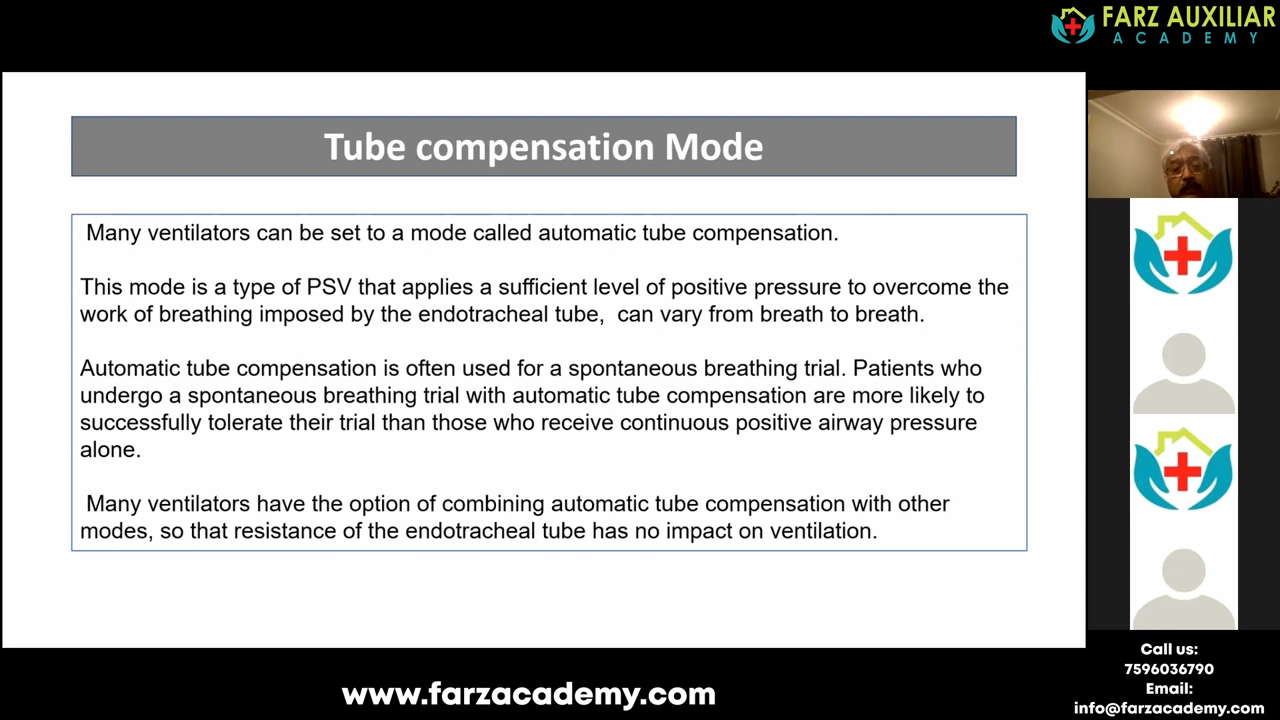 FARZ AUXILIAR
ACADEMY
Tube compensation Mode
Many ventilators can be set to a mode called automatic tube compensation.
This mode is a type of PSV that applies a sufficient level of positive pressure to overcome the
work of breathing imposed by the endotracheal tube,  can vary from breath to breath.
Automatic tube compensation is often used for a spontaneous breathing trial. Patients who
undergo a spontaneous breathing trial with automatic tube compensation are more likely to
successfully tolerate their trial than those who receive continuous positive airway pressure
alone.
Many ventilators have the option of combining automatic tube compensation with other
modes, so that resistance of the endotracheal tube has no impact on ventilation.
Call us:
7596036790
Email:
info@farzacademy.com
www.farzacademy.com